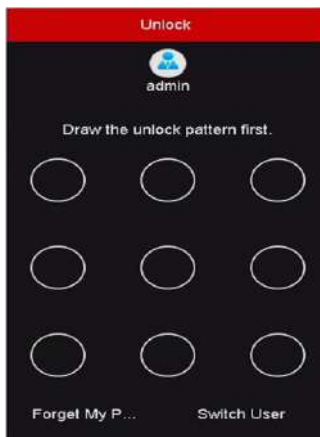 Unlock
admin
Draw the unlock pattern first.
Forget My P...
Switch User